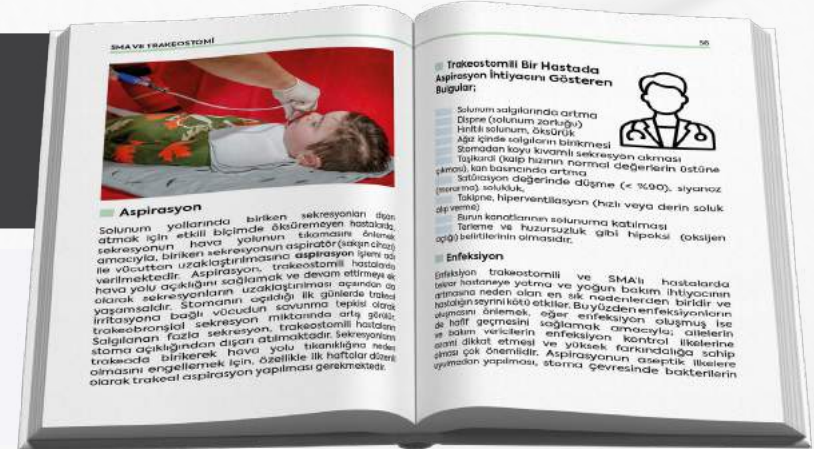 SMA VE TRAKEOSTOMİ
Aspirasyon
Solunum yollarında biriken sekresyonları dışarı
atmak için etkili biçimde öksüremeyen hastalarda,
sekresyonun hava yolunun tıkamasını önlemek
amacıyla, biriken sekresyonun aspiratör (sakşın cihazı)
ile vücuttan uzaklaştırılmasına aspirasyon işlemi adı
verilmektedir. Aspirasyon, trakeostomili hastalarda
hava yolu açıklığını sağlamak ve devam ettirmeye ek
olarak sekresyonların uzaklaştırılması açısından da
yaşamsaldır. Stomanın açıldığı ilk günlerde trakeal
irritasyona bağlı vücudun savunma tepkisi olarak
trakeobronşial sekresyon miktarında artış görülür.
Salgılanan fazla sekresyon, trakeostomili hastaların
stoma açıklığından dışarı atılmaktadır. Sekresyonların
trakeada birikerek hava yolu tıkanıklığına neden
olmasını engellemek için, özellikle ilk haftalar düzenli
olarak trakeal aspirasyon yapılması gerekmektedir.
56
Trakeostomili Bir Hastada
Aspirasyon İhtiyacını Gösteren
Bulgular;
Solunum salgılarında artma
Dispne (solunum zorluğu)
Hırıltılı solunum, öksürük
Ağız içinde salgıların birikmesi
Stomadan koyu kıvamlı sekresyon akması
Taşikardi (kalp hızının normal değerlerin üstüne
çıkması), kan basıncında artma
Satürasyon değerinde düşme (< %90), siyanoz
(morarma), solukluk,
Takipne, hiperventilasyon (hızlı veya derin soluk
alıp verme)
Burun kanatlarının solunuma katılması
Terleme ve huzursuzluk gibi hipoksi (oksijen
açlığı) belirtilerinin olmasıdır.
Enfeksiyon
Enfeksiyon trakeostomili ve SMA'lı hastalarda
tekrar hastaneye yatma ve yoğun bakım ihtiyacının
artmasına neden olan en sık nedenlerden biridir ve
hastalığın seyrini kötü etkiler. Bu yüzden enfeksiyonların
oluşmasını önlemek, eğer enfeksiyon oluşmuş ise
de hafif geçmesini sağlamak amacıyla; ailelerin
ve bakım vericilerin enfeksiyon kontrol ilkelerine
azami dikkat etmesi ve yüksek farkındalığa sahip
olması çok önemlidir. Aspirasyonun aseptik ilkelere
uyulmadan yapılması, stoma çevresinde bakterilerin